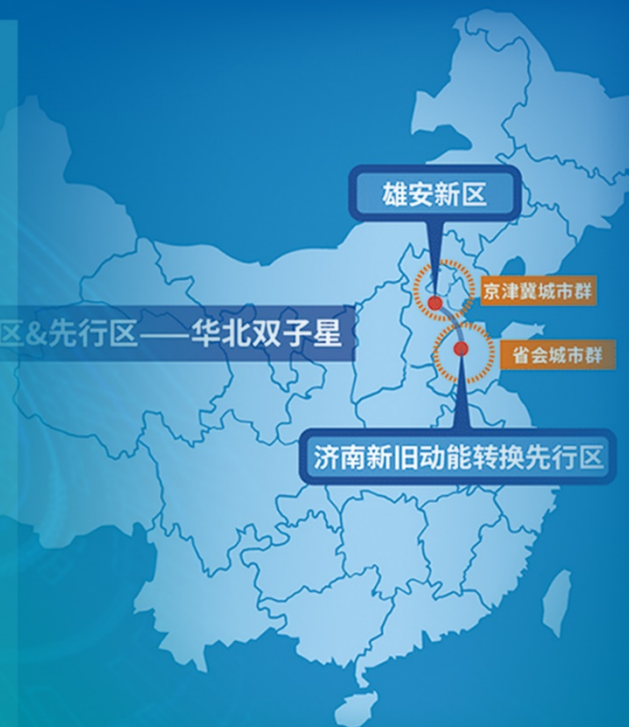 雄安新区
京津冀城市群
区&先行区——华北双子星
省会城市群
济南新旧动能转换先行区